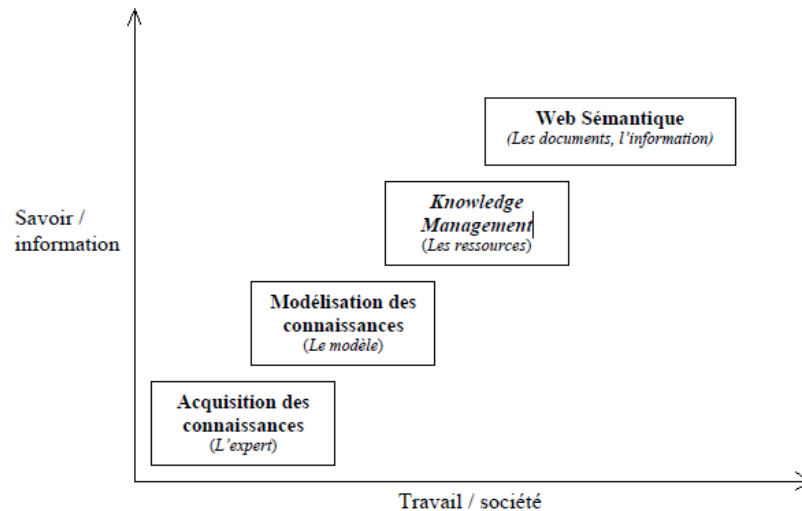 Web Sémantique
(Les documents, l'information)
Knowledge
Management
(Les ressources)
Savoir /
information
Modélisation des
connaissances
(Le modèle)
Acquisition des
connaissances
(L'expert)
Travail / société